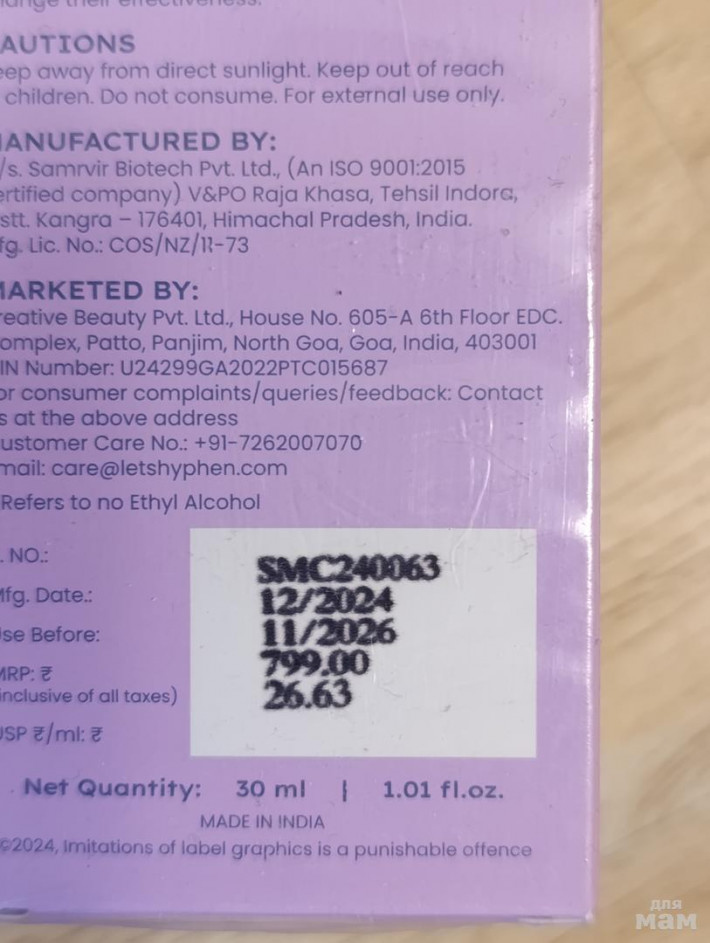 AUTIONS
eep away from direct sunlight. Keep out of reach
children. Do not consume. For external use only.
ANUFACTURED BY:
/s. Samrvir Biotech Pvt. Ltd., (An ISO 9001:2015
ertified company) V&PO Raja Khasa, Tehsil Indora,
stt. Kangra – 176401, Himachal Pradesh, India.
fg. Lic. No.: COS/NZ/11-73
MARKETED BY:
reative Beauty Pvt. Ltd., House No. 605-A 6th Floor EDC.
omplex, Patto, Panjim, North Goa, Goa, India, 403001
IN Number: U24299GA2022PTC015687
or consumer complaints/queries/feedback: Contact
s at the above address
ustomer Care No.: +91-7262007070
mail: care@letshyphen.com
Refers to no Ethyl Alcohol
. NO.: SMC240063
Mfg. Date.: 12/2024
Use Before: 11/2026
MRP: ₹ 799.00
inclusive of all taxes) 26.63
USP ₹/ml: ₹
Net Quantity: 30 ml | 1.01 fl.oz.
MADE IN INDIA
©2024, Imitations of label graphics is a punishable offence
для
мам